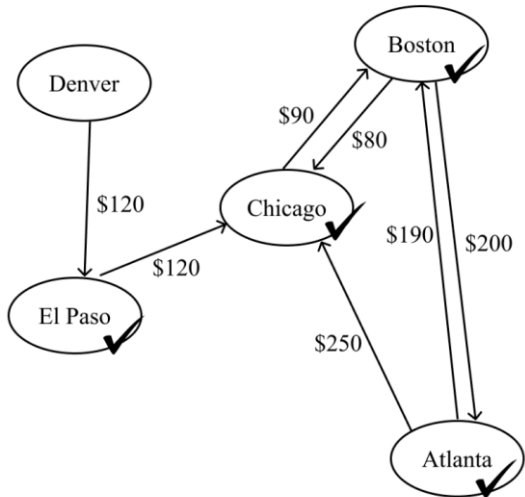 Boston
Denver
$90
$80
Chicago
$120
$190
$200
$120
El Paso
$250
Atlanta